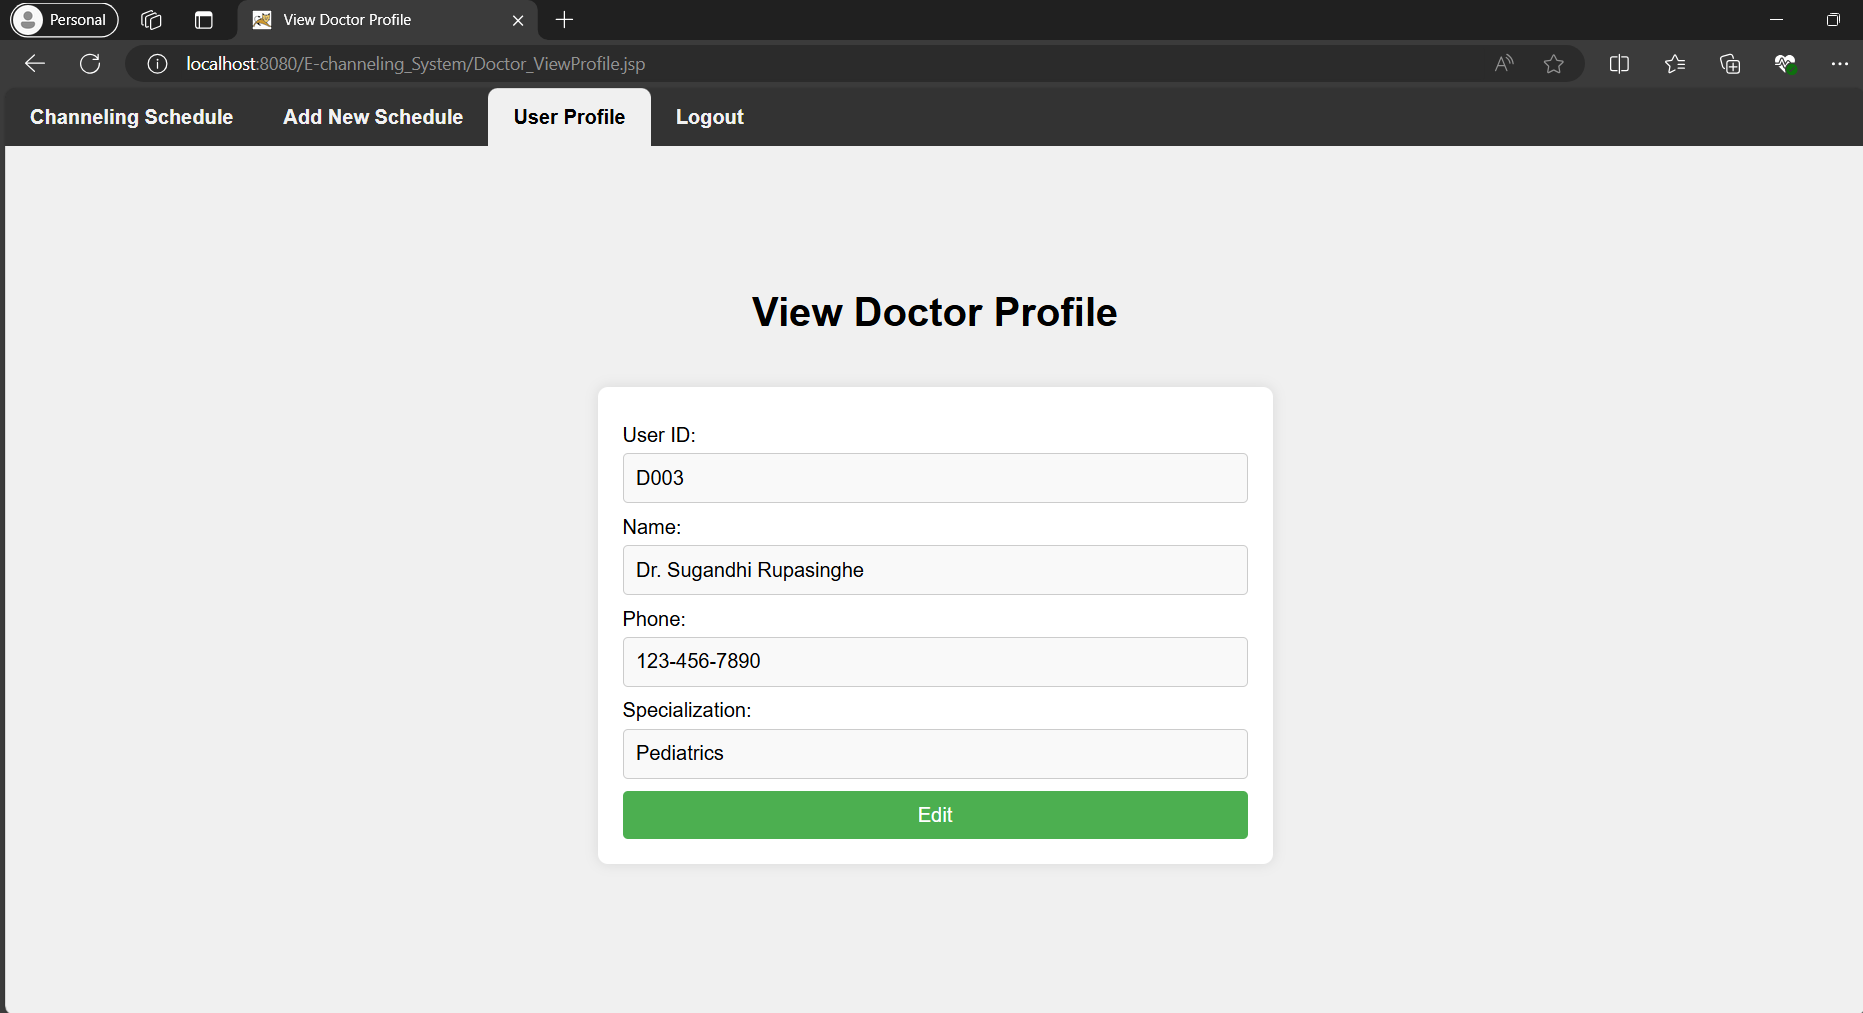 Personal
View Doctor Profile
localhost:8080/E-channeling_System/Doctor_ViewProfile.jsp
Channeling Schedule Add New Schedule User Profile Logout
View Doctor Profile
User ID:
D003
Name:
Dr. Sugandhi Rupasinghe
Phone:
123-456-7890
Specialization:
Pediatrics
Edit